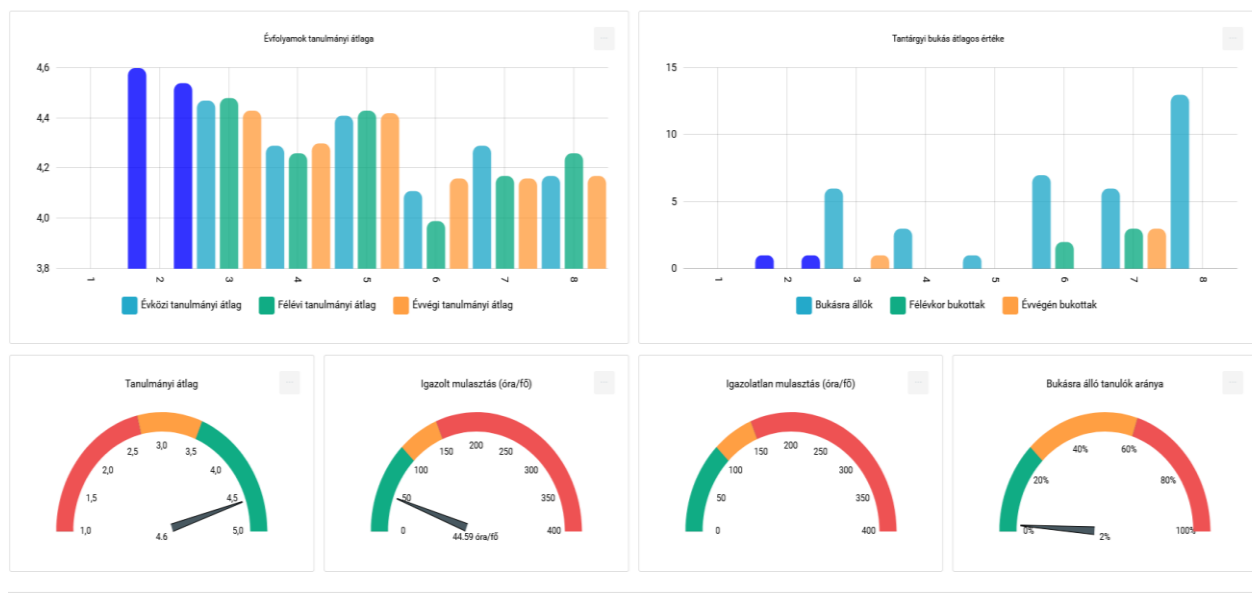 Évfolyamok tanulmányi átlaga
4,6
4,4
4,2
4,0
3,8
1 2 3 4 5 6 7 8
Évközi tanulmányi átlag Félévi tanulmányi átlag Évvégi tanulmányi átlag
Tantárgyi bukás átlagos értéke
15
10
5
0
1 2 3 4 5 6 7 8
Bukásra állók Félévkor bukottak Évvégén bukottak
Tanulmányi átlag
1,0 1,5 2,0 2,5 3,0 3,5 4,0 4,5 5,0
4.6
Igazolt mulasztás (óra/fő)
0 50 100 150 200 250 300 350 400
44.59 óra/fő
Igazolatlan mulasztás (óra/fő)
0 50 100 150 200 250 300 350 400
Bukásra álló tanulók aránya
0% 20% 40% 60% 80% 100%
2%